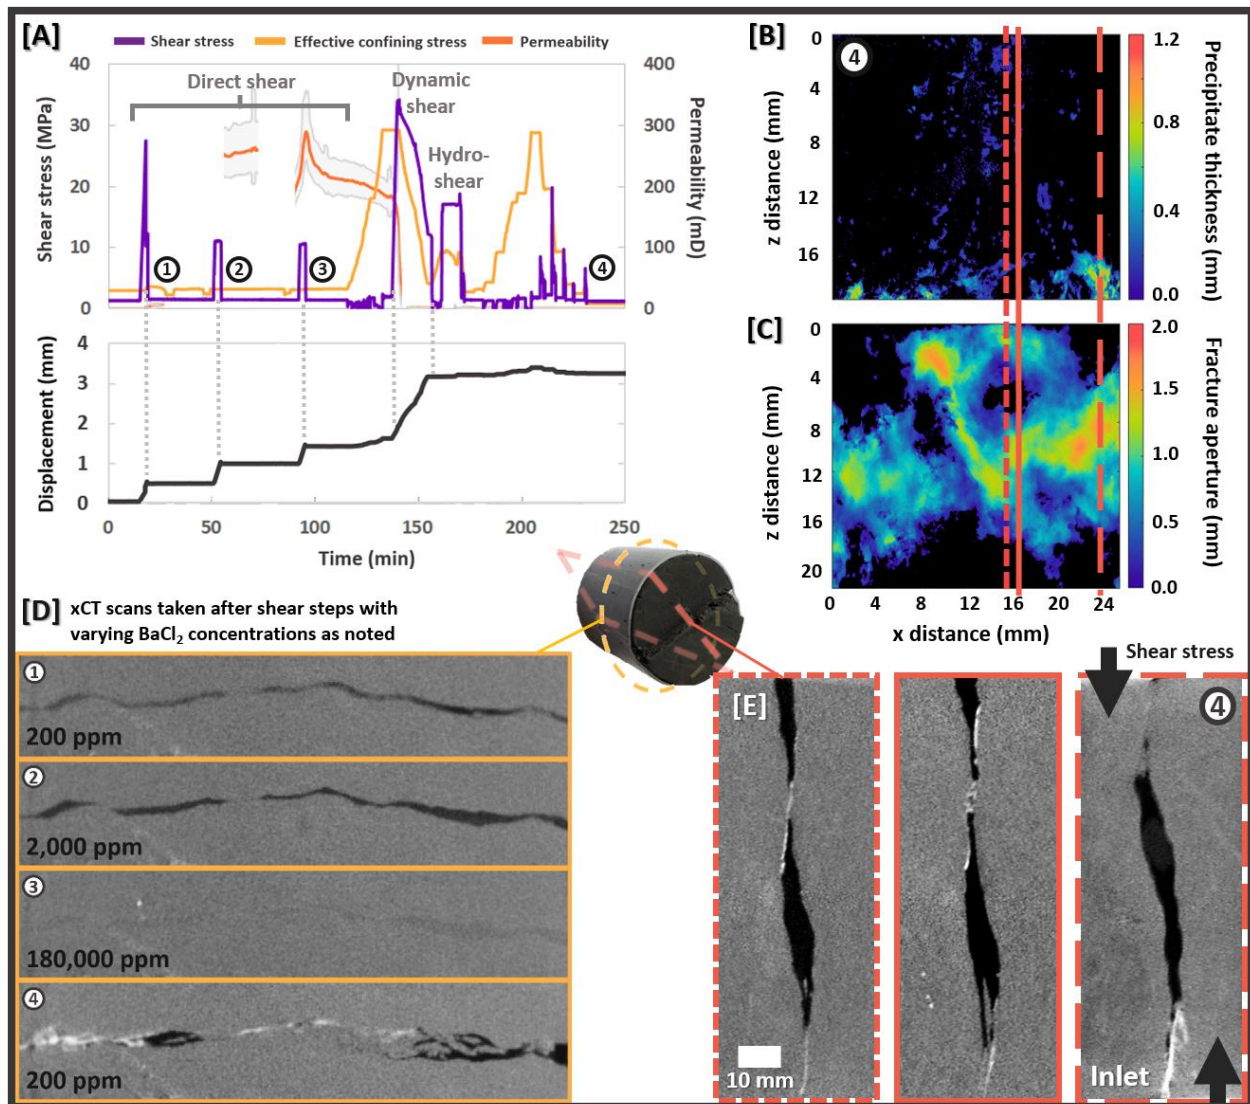 [A]
Shear stress
Effective confining stress
Permeability
Direct shear
Dynamic
shear
Hydro-
shear
40
30
20
10
0
Shear stress (MPa)
400
300
200
100
0
Permeability (mD)
1
2
3
4
4
3
2
1
0
Displacement (mm)
0
50
100
150
200
250
Time (min)
[B]
4
0
4
8
12
16
z distance (mm)
1.2
0.8
0.4
0.0
Precipitate thickness (mm)
[C]
0
4
8
12
16
20
z distance (mm)
2.0
1.5
1.0
0.5
0.0
Fracture aperture (mm)
0
4
8
12
16
20
24
x distance (mm)
[D] xCT scans taken after shear steps with
varying BaCl₂ concentrations as noted
1
200 ppm
2
2,000 ppm
3
180,000 ppm
4
200 ppm
Shear stress
[E]
4
10 mm
Inlet